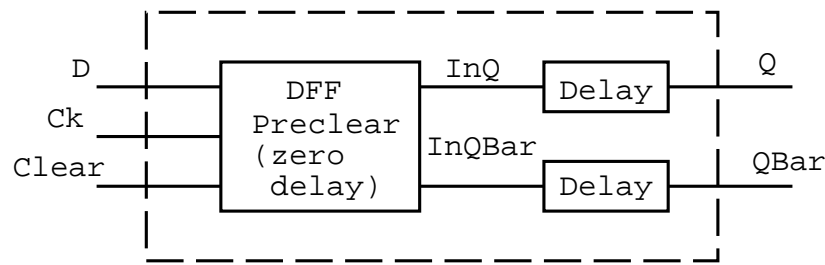 D
Ck
Clear
DFF
Preclear
(zero
delay)
InQ
InQBar
Delay
Delay
Q
QBar